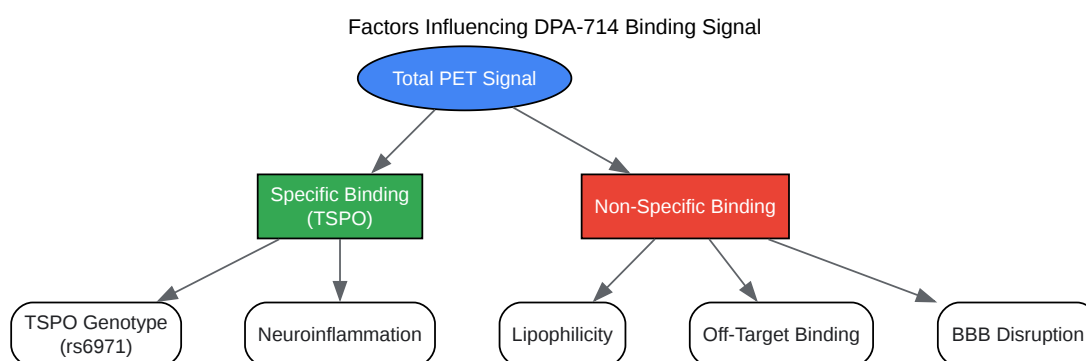 Factors Influencing DPA-714 Binding Signal
Total PET Signal
Specific Binding
(TSPO)
Non-Specific Binding
TSPO Genotype
(rs6971)
Neuroinflammation
Lipophilicity
Off-Target Binding
BBB Disruption